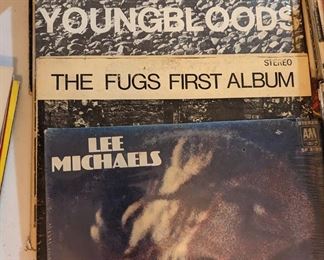 YOUNGBLOODS
STEREO
THE FUGS FIRST ALBUM
LEE
MICHAELS
A&M